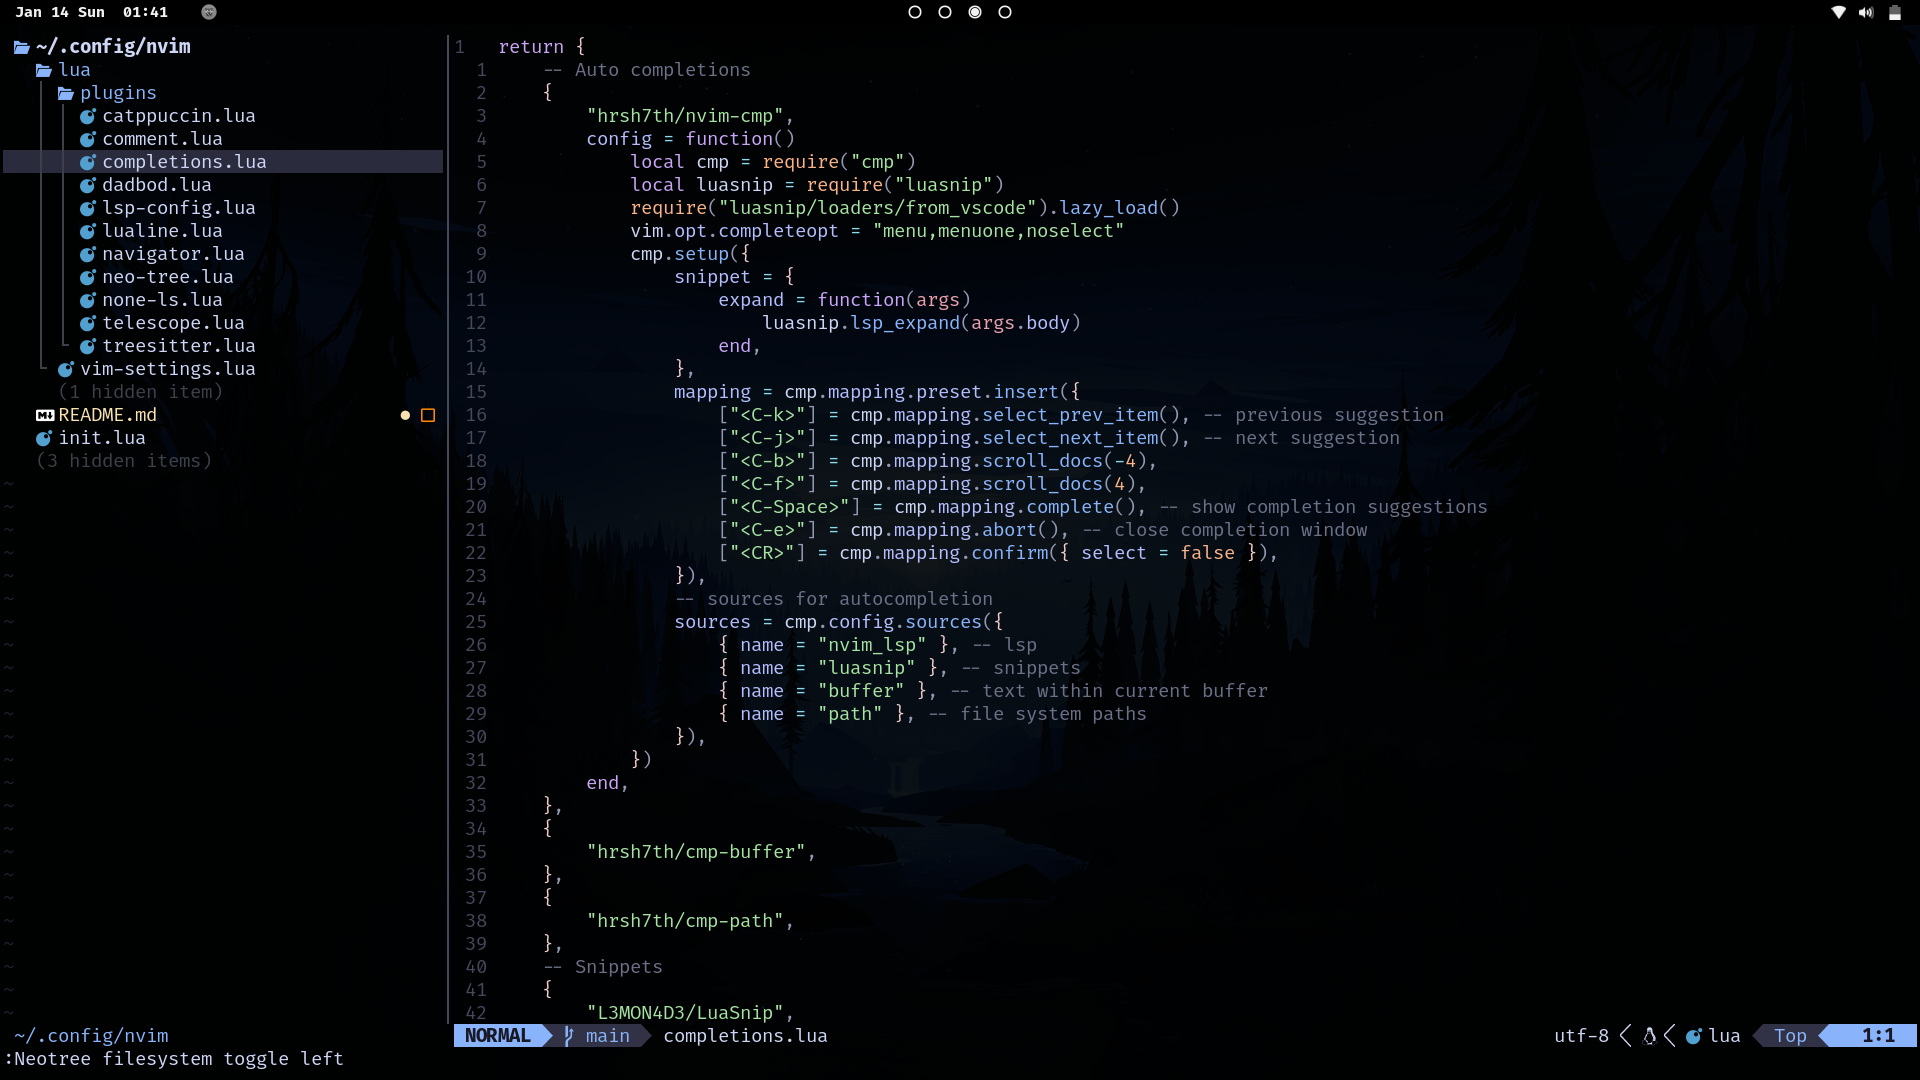 Jan 14 Sun 01:41
~/.config/nvim
lua
plugins
catppuccin.lua
comment.lua
completions.lua
dadbod.lua
lsp-config.lua
lualine.lua
navigator.lua
neo-tree.lua
none-ls.lua
telescope.lua
treesitter.lua
vim-settings.lua
(1 hidden item)
README.md
init.lua
(3 hidden items)
~/.config/nvim
1 return {
1 -- Auto completions
2 {
3 "hrsh7th/nvim-cmp",
4 config = function()
5 local cmp = require("cmp")
6 local luasnip = require("luasnip")
7 require("luasnip/loaders/from_vscode").lazy_load()
8 vim.opt.completeopt = "menu,menuone,noselect"
9 cmp.setup({
10 snippet = {
11 expand = function(args)
12 luasnip.lsp_expand(args.body)
13 end,
14 },
15 mapping = cmp.mapping.preset.insert({
16 ["<C-k>"] = cmp.mapping.select_prev_item(), -- previous suggestion
17 ["<C-j>"] = cmp.mapping.select_next_item(), -- next suggestion
18 ["<C-b>"] = cmp.mapping.scroll_docs(-4),
19 ["<C-f>"] = cmp.mapping.scroll_docs(4),
20 ["<C-Space>"] = cmp.mapping.complete(), -- show completion suggestions
21 ["<C-e>"] = cmp.mapping.abort(), -- close completion window
22 ["<CR>"] = cmp.mapping.confirm({ select = false }),
23 }),
24 -- sources for autocompletion
25 sources = cmp.config.sources({
26 { name = "nvim_lsp" }, -- lsp
27 { name = "luasnip" }, -- snippets
28 { name = "buffer" }, -- text within current buffer
29 { name = "path" }, -- file system paths
30 }),
31 })
32 end,
33 },
34 {
35 "hrsh7th/cmp-buffer",
36 },
37 {
38 "hrsh7th/cmp-path",
39 },
40 -- Snippets
41 {
42 "L3MON4D3/LuaSnip",
NORMAL main completions.lua utf-8 lua Top 1:1
:Neotree filesystem toggle left